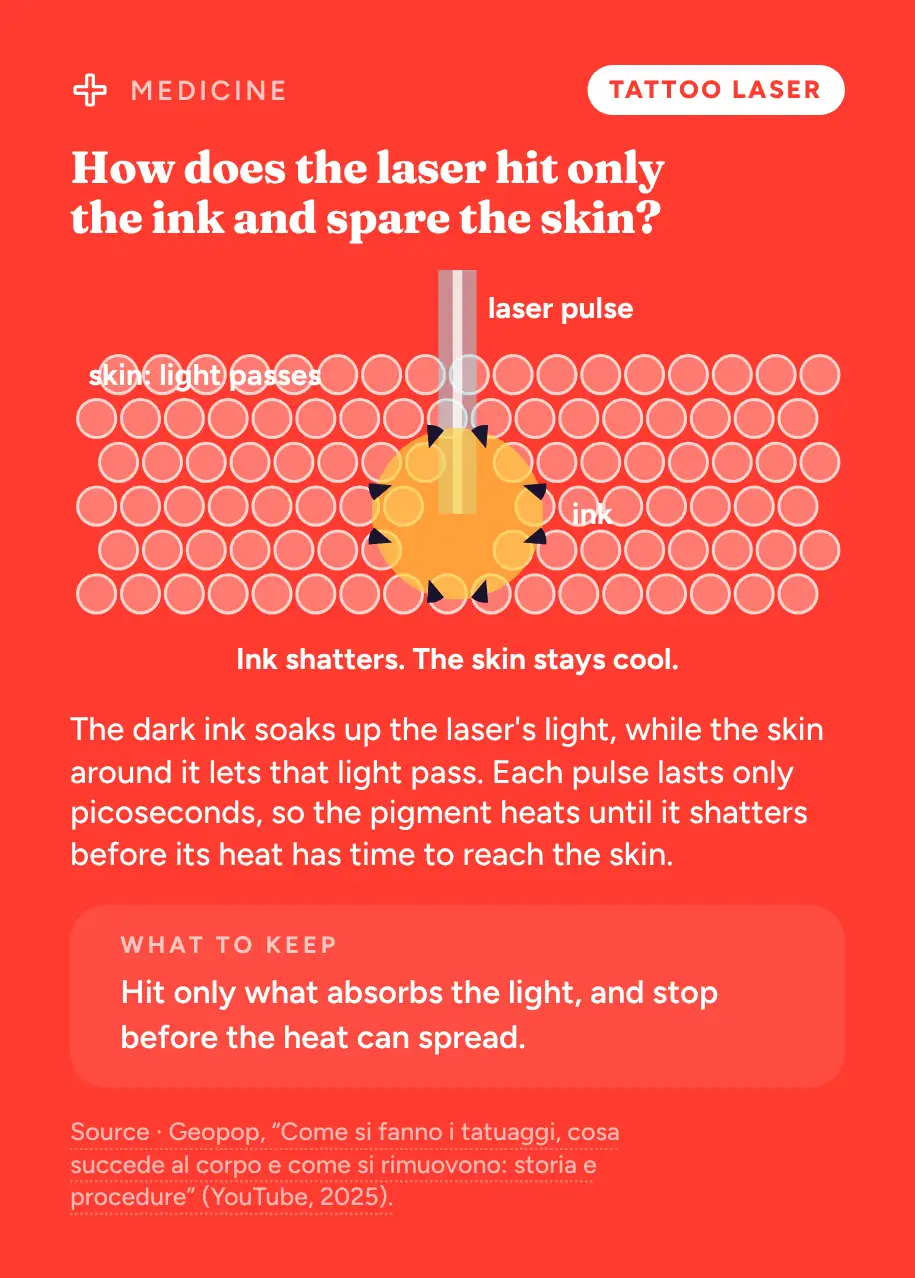 MEDICINE
TATTOO LASER
How does the laser hit only
the ink and spare the skin?
laser pulse
skin: light passes
ink
Ink shatters. The skin stays cool.
The dark ink soaks up the laser's light, while the skin
around it lets that light pass. Each pulse lasts only
picoseconds, so the pigment heats until it shatters
before its heat has time to reach the skin.
WHAT TO KEEP
Hit only what absorbs the light, and stop
before the heat can spread.
Source · Geopop, “Come si fanno i tatuaggi, cosa
succede al corpo e come si rimuovono: storia e
procedure” (YouTube, 2025).